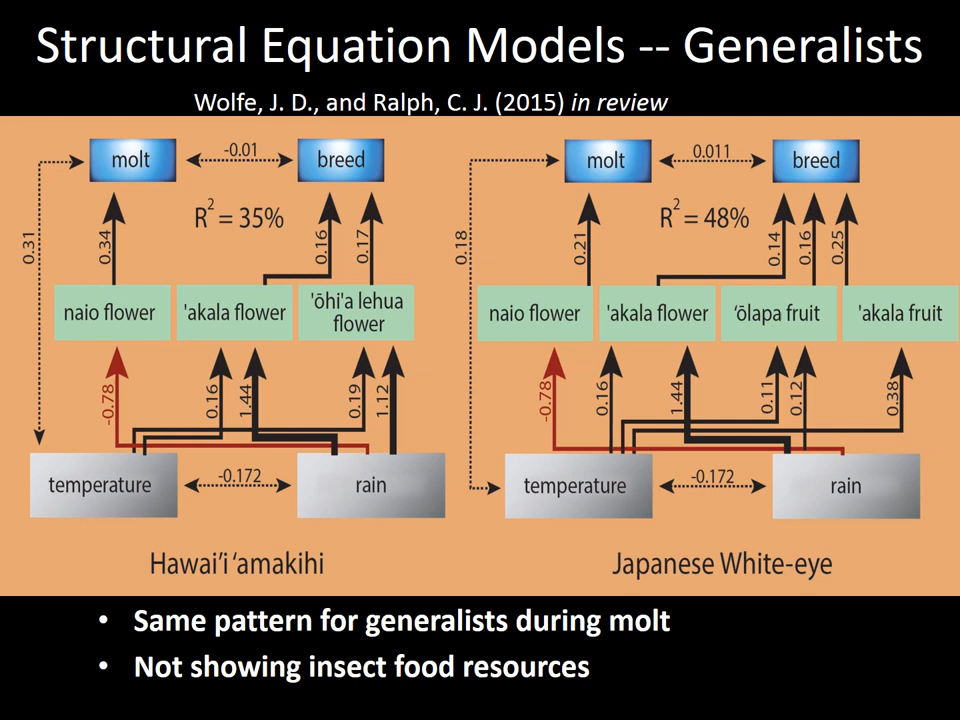 Structural Equation Models -- Generalists
Wolfe, J. D., and Ralph, C. J. (2015) in review
molt
-0.01
breed
R² = 35%
0.31
0.34
0.16
0.17
naio flower
'akala flower
'ōhi'a lehua
flower
-0.78
0.16
1.44
0.19
1.12
temperature
-0.172
rain
Hawai'i 'amakihi
molt
0.011
breed
R² = 48%
0.18
0.21
0.14
0.16
0.25
naio flower
'akala flower
'ōlapa fruit
'akala fruit
-0.78
0.16
1.44
0.11
0.12
0.38
temperature
-0.172
rain
Japanese White-eye
• Same pattern for generalists during molt
• Not showing insect food resources